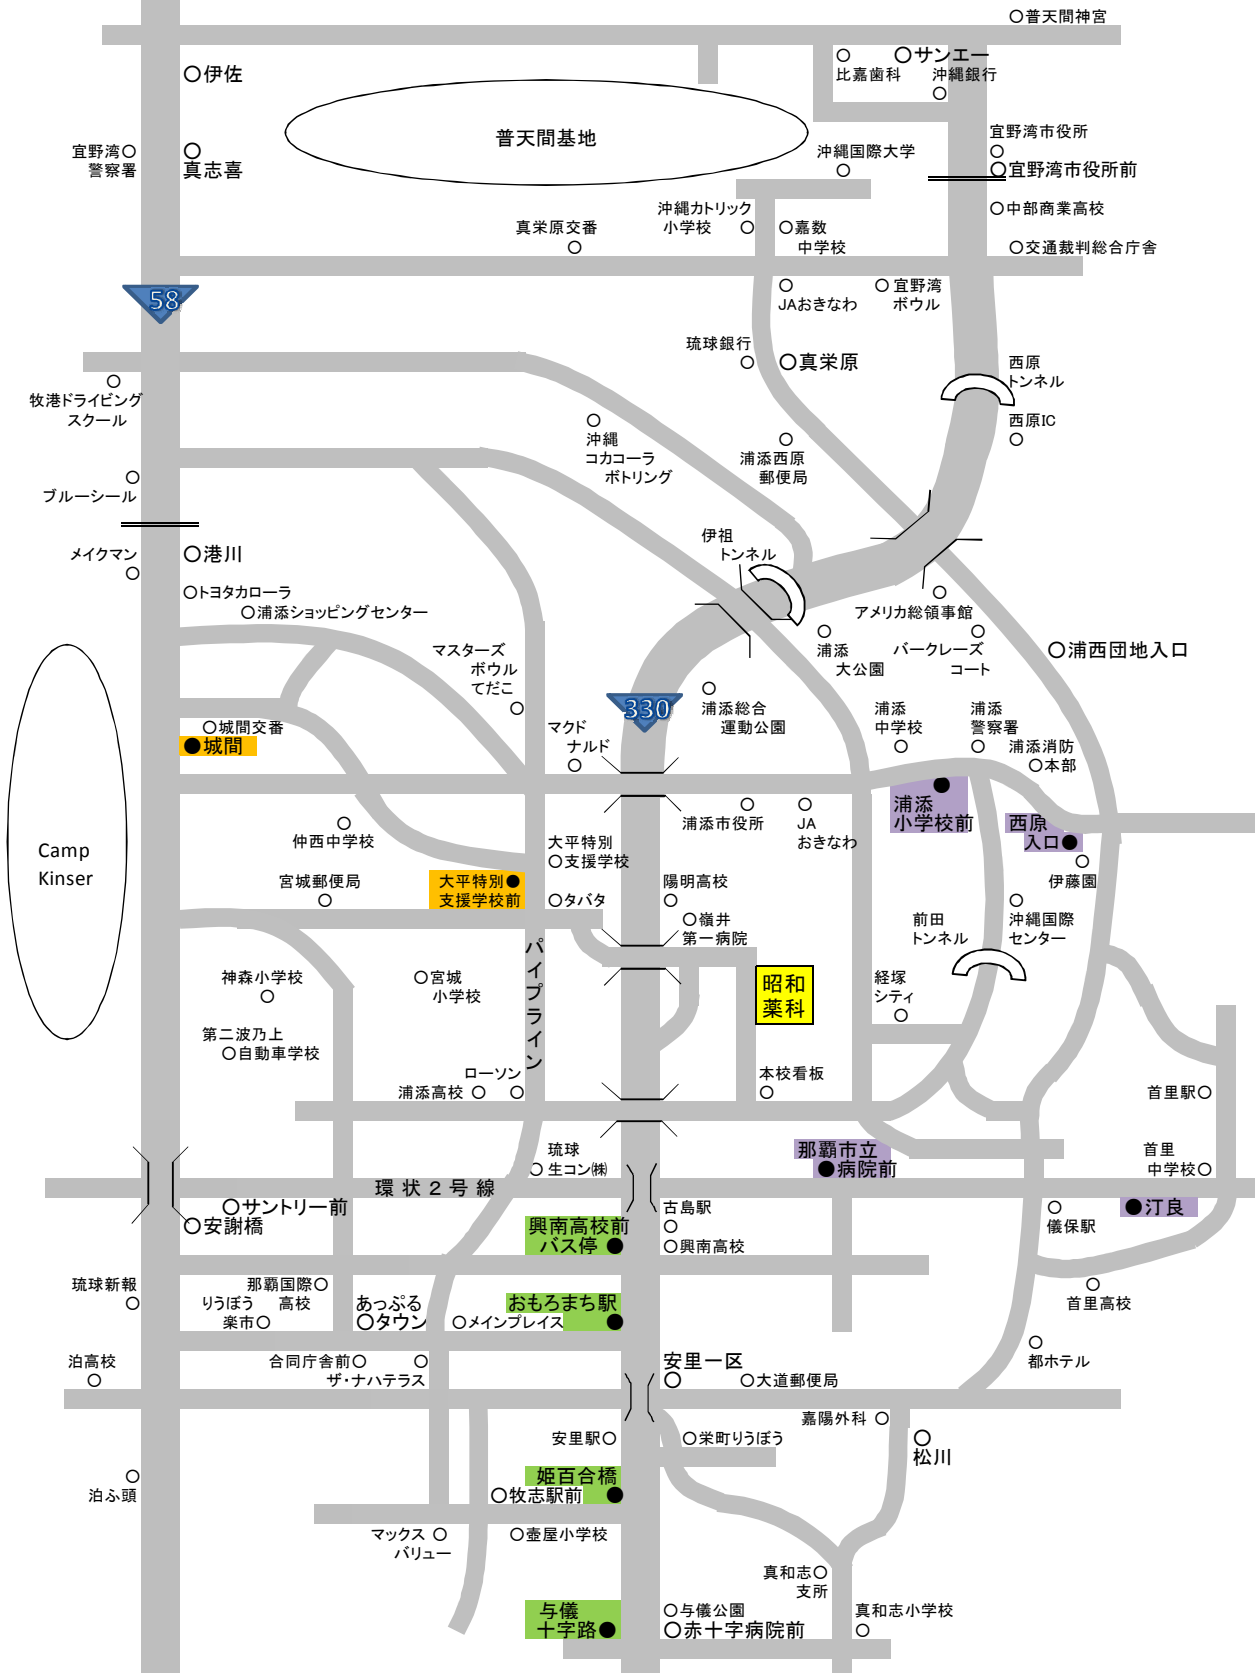 普天間神宮
サンエー
比嘉歯科
沖縄銀行
伊佐
普天間基地
宜野湾
警察署
真志喜
宜野湾市役所
宜野湾市役所前
沖縄国際大学
沖縄カトリック
小学校
嘉数
中学校
中部商業高校
真栄原交番
交通裁判総合庁舎
58
JAおきなわ
宜野湾
ボウル
琉球銀行
真栄原
西原
トンネル
西原IC
牧港ドライビング
スクール
沖縄
コカコーラ
ボトリング
浦添西原
郵便局
ブルーシール
メイクマン
港川
伊祖
トンネル
トヨタカローラ
浦添ショッピングセンター
アメリカ総領事館
マスターズ
ボウル
てだこ
浦添
大公園
バークレーズ
コート
浦西団地入口
330
浦添総合
運動公園
城間交番
城間
マクド
ナルド
浦添
中学校
浦添
警察署
浦添消防
本部
浦添
小学校前
西原
入口
伊藤園
浦添市役所
JA
おきなわ
仲西中学校
大平特別
支援学校
Camp
Kinser
宮城郵便局
大平特別
支援学校前
タバタ
陽明高校
嶺井
第一病院
前田
トンネル
沖縄国際
センター
パイプライン
神森小学校
宮城
小学校
昭和
薬科
経塚
シティ
第二波乃上
自動車学校
ローソン
浦添高校
本校看板
首里駅
琉球
生コン㈱
那覇市立
病院前
首里
中学校
環状2号線
サントリー前
安謝橋
古島駅
興南高校前
バス停
興南高校
儀保駅
汀良
琉球新報
那覇国際
高校
りうぼう
楽市
あっぷる
タウン
おもろまち駅
メインプレイス
首里高校
都ホテル
泊高校
合同庁舎前
ザ・ナハテラス
安里一区
大道郵便局
嘉陽外科
安里駅
栄町りうぼう
松川
姫百合橋
牧志駅前
泊ふ頭
マックス
バリュー
壺屋小学校
真和志
支所
与儀
十字路
与儀公園
赤十字病院前
真和志小学校